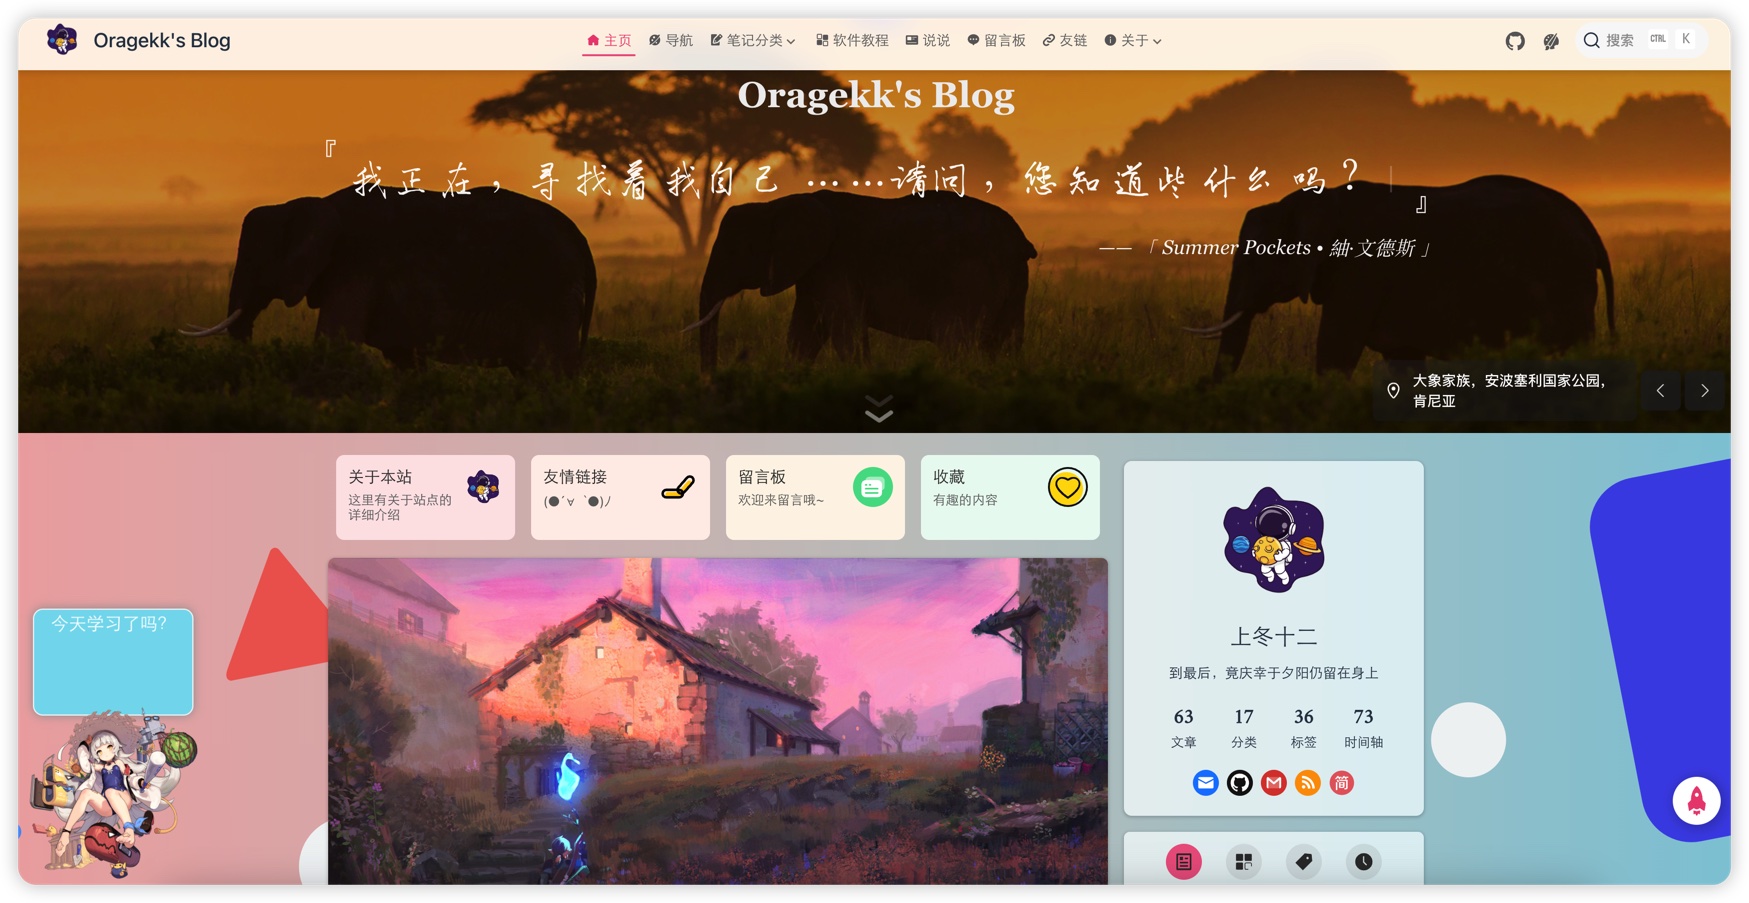 Oragekk's Blog
主页 导航 笔记分类 软件教程 说说 留言板 友链 关于
搜索 CTRL K
Oragekk's Blog
『
我正在，寻找着我自己 ……请问，您知道些什么吗？
』
—— 「 Summer Pockets • 紬·文德斯 」
大象家族，安波塞利国家公园，
肯尼亚
关于本站
这里有关于站点的
详细介绍
友情链接
(●´∀｀●)ﾉ
留言板
欢迎来留言哦~
收藏
有趣的内容
今天学习了吗?
上冬十二
到最后，竟庆幸于夕阳仍留在身上
63 17 36 73
文章 分类 标签 时间轴
简